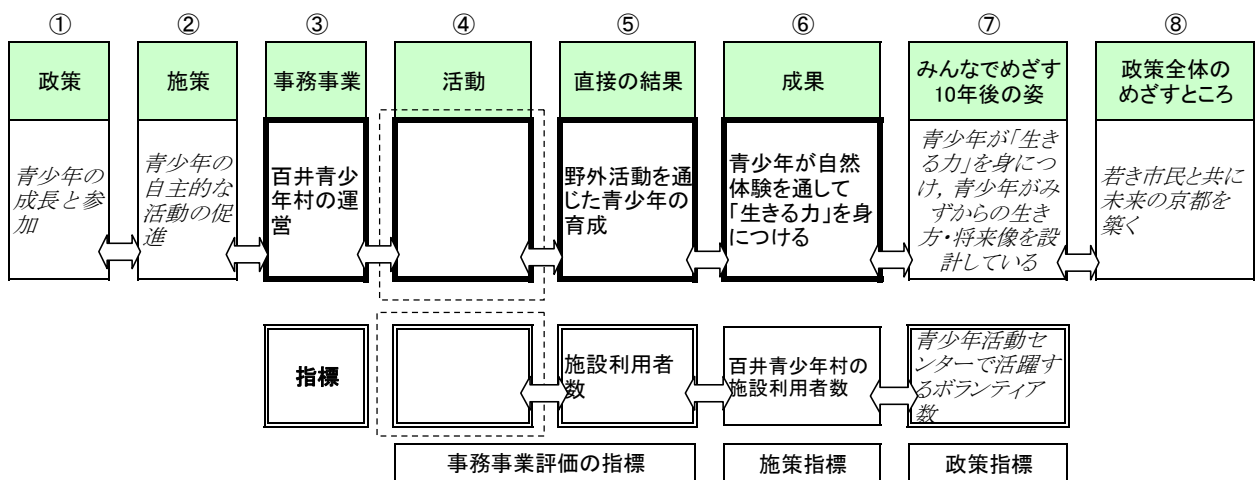 ① ② ③ ④ ⑤ ⑥ ⑦ ⑧
政策
施策
事務事業
活動
直接の結果
成果
みんなでめざす
10年後の姿
政策全体の
めざすところ
青少年の
成長と参
加
青少年の
自主的な
活動の促
進
百井青少
年村の運
営
野外活動を通
じた青少年の
育成
青少年が自然
体験を通して
「生きる力」を身
につける
青少年が「生き
る力」を身につ
け，青少年がみ
ずからの生き
方・将来像を設
計している
若き市民と共に
未来の京都を
築く
指標
施設利用者
数
百井青少年村の
施設利用者数
青少年活動セ
ンターで活躍す
るボランティア
数
事務事業評価の指標
施策指標
政策指標